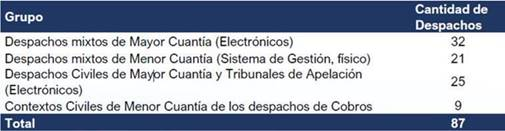 Grupo Cantidad de Despachos
Despachos mixtos de Mayor Cuantía (Electrónicos) 32
Despachos mixtos de Menor Cuantía (Sistema de Gestión, físico) 21
Despachos Civiles de Mayor Cuantía y Tribunales de Apelación
(Electrónicos) 25
Contextos Civiles de Menor Cuantía de los despachos de Cobros 9
Total 87